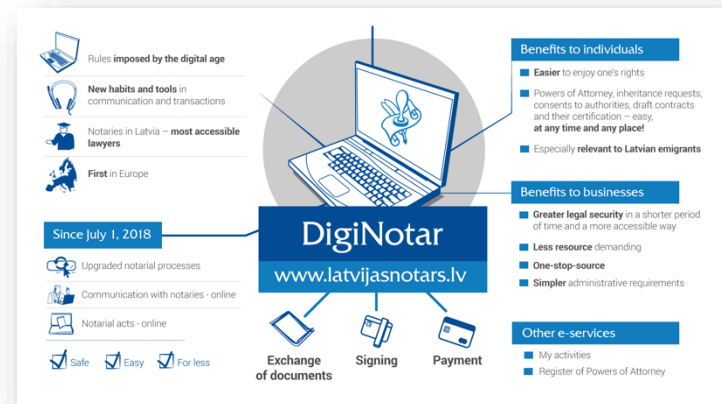 Rules imposed by the digital age
New habits and tools in
communication and transactions
Notaries in Latvia – most accessible
lawyers
First in Europe
Since July 1, 2018
Upgraded notarial processes
Communication with notaries - online
Notarial acts - online
Safe
Easy
For less
DigiNotar
www.latvijasnotars.lv
Exchange
of documents
Signing
Payment
Benefits to individuals
Easier to enjoy one's rights
Powers of Attorney, inheritance requests,
consents to authorities, draft contracts
and their certification – easy,
at any time and any place!
Especially relevant to Latvian emigrants
Benefits to businesses
Greater legal security in a shorter period
of time and a more accessible way
Less resource demanding
One-stop-source
Simpler administrative requirements
Other e-services
My activities
Register of Powers of Attorney